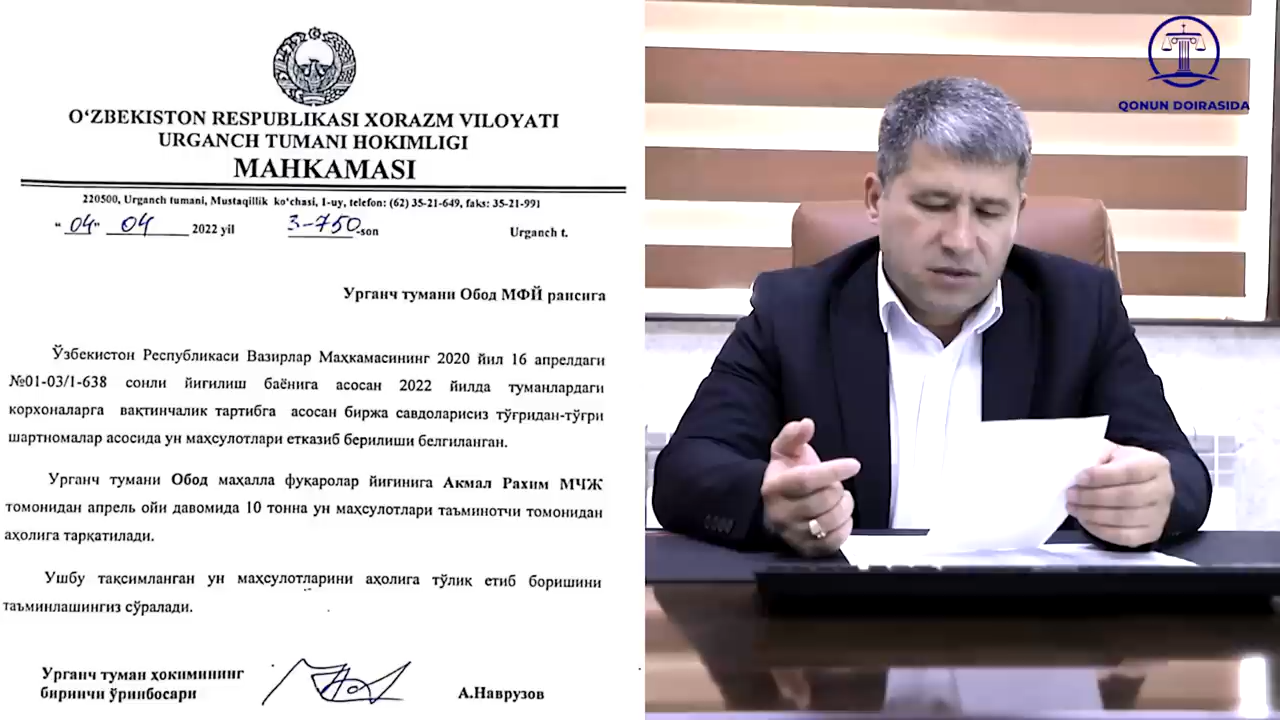 O‘ZBEKISTON RESPUBLIKASI XORAZM VILOYATI
URGANCH TUMANI HOKIMLIGI
MAHKAMASI
220500, Urganch tumani, Mustaqillik ko‘chasi, 1-uy, telefon: (62) 35-21-649, faks: 35-21-991
“04” 04 2022 yil 3-750-son Urganch t.
Урганч тумани Обод МФЙ раисига
Ўзбекистон Республикаси Вазирлар Маҳкамасининг 2020 йил 16 апрелдаги
№01-03/1-638 сонли йиғилиш баёнига асосан 2022 йилда туманлардаги
корхоналарга вақтинчалик тартибга асосан биржа савдоларисиз тўғридан-тўғри
шартномалар асосида ун маҳсулотлари етказиб берилиши белгиланган.
Урганч тумани Обод маҳалла фуқаролар йиғинига Акмал Рахим МЧЖ
томонидан апрель ойи давомида 10 тонна ун маҳсулотлари таъминотчи томонидан
аҳолига тарқатилади.
Ушбу тақсимланган ун маҳсулотларини аҳолига тўлиқ етиб боришини
таъминлашингиз сўралади.
Урганч туман ҳокимининг
биринчи ўринбосари А.Наврузов
QONUN DOIRASIDA